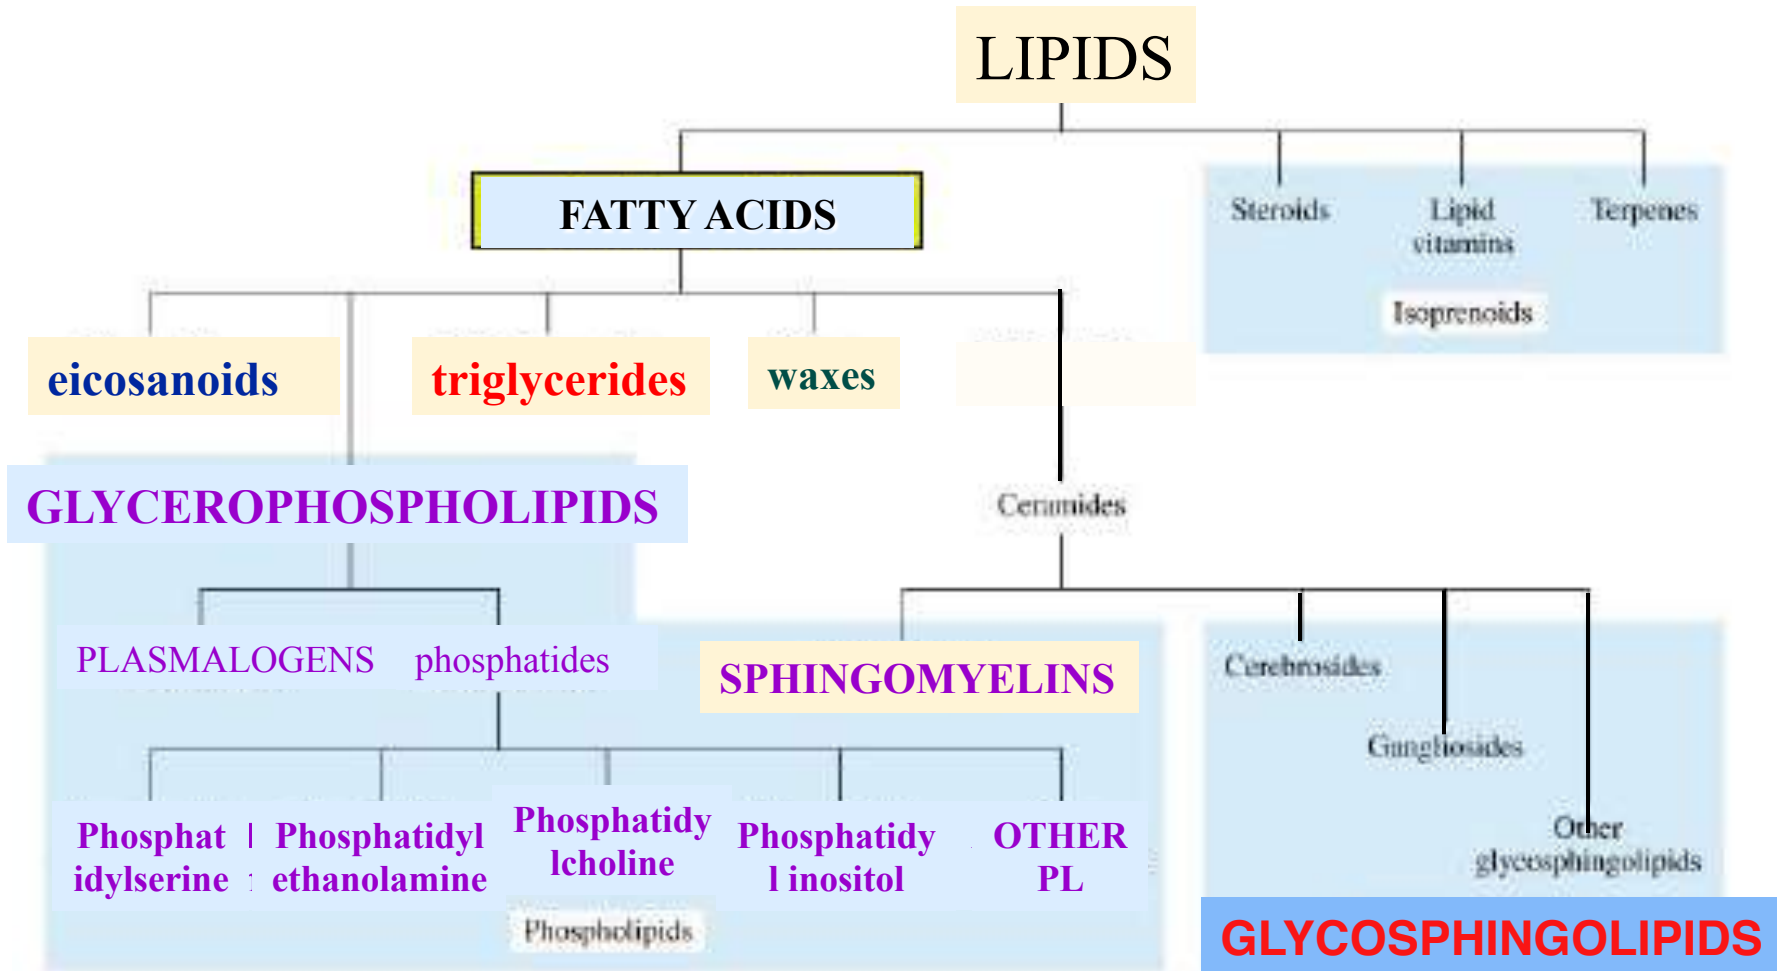 LIPIDS
FATTY ACIDS
Steroids
Lipid
vitamins
Terpenes
Isoprenoids
eicosanoids
triglycerides
waxes
GLYCEROPHOSPHOLIPIDS
Ceramides
PLASMALOGENS
phosphatides
SPHINGOMYELINS
Cerebrosides
Gangliosides
Phosphat
idylserine
Phosphatidyl
ethanolamine
Phosphatidy
lcholine
Phosphatidy
l inositol
OTHER
PL
Other
glycosphingolipids
Phospholipids
GLYCOSPHINGOLIPIDS